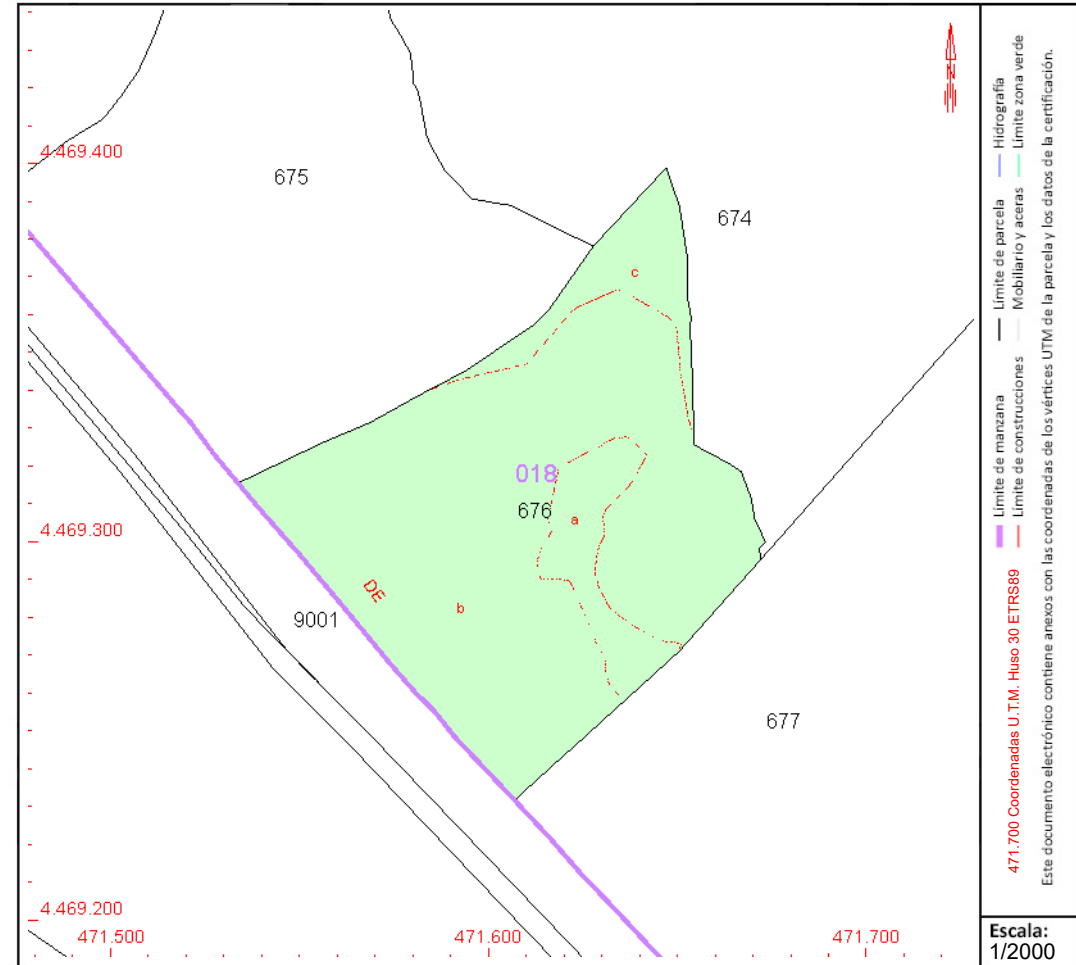 N
4.469.400
675
674
c
018
676
a
4.469.300
DE
b
9001
677
4.469.200
471.500
471.600
471.700
Límite de manzana
Límite de parcela
Hidrografía
Límite de construcciones
Mobiliario y aceras
Límite zona verde
471.700 Coordenadas U.T.M. Huso 30 ETRS89
Este documento electrónico contiene anexos con las coordenadas de los vértices UTM de la parcela y los datos de la certificación.
Escala:
1/2000